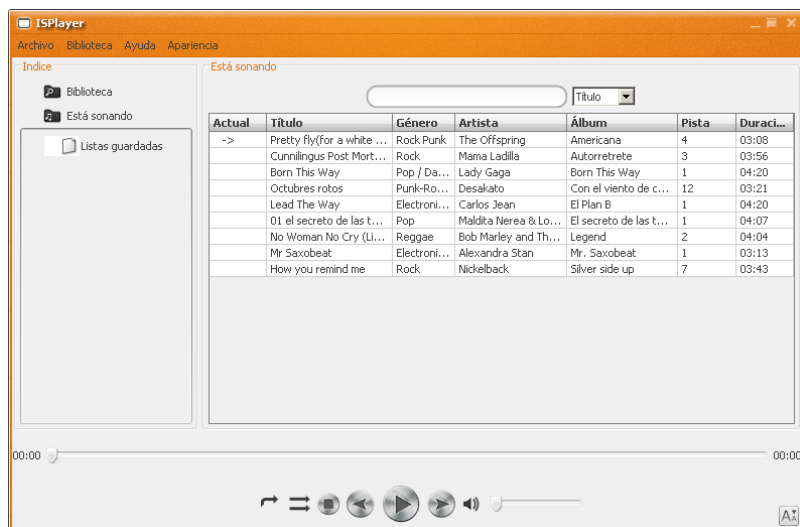 ISPlayer
Archivo Biblioteca Ayuda Apariencia
Indice
Biblioteca
Está sonando
Listas guardadas
Está sonando
Título
Actual Título Género Artista Álbum Pista Duraci...
-> Pretty fly(for a white ... Rock Punk The Offspring Americana 4 03:08
Cunnilingus Post Mort... Rock Mama Ladilla Autorretrete 3 03:56
Born This Way Pop / Da... Lady Gaga Born This Way 1 04:20
Octubres rotos Punk-Ro... Desakato Con el viento de c... 12 03:21
Lead The Way Electroni... Carlos Jean El Plan B 1 04:20
01 el secreto de las t... Pop Maldita Nerea & Lo... El secreto de las t... 1 04:07
No Woman No Cry (Li... Reggae Bob Marley and Th... Legend 2 04:04
Mr Saxobeat Electroni... Alexandra Stan Mr. Saxobeat 1 03:13
How you remind me Rock Nickelback Silver side up 7 03:43
00:00 00:00